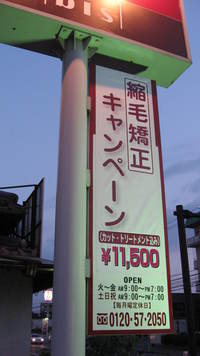 DIS
縮毛矯正
キャンペーン
(カット・トリートメント込み)
¥11,500
OPEN
火〜金 AM9:00〜PM7:00
土日祝 AM9:00〜PM7:00
【毎月曜定休日】
0120-57-2050